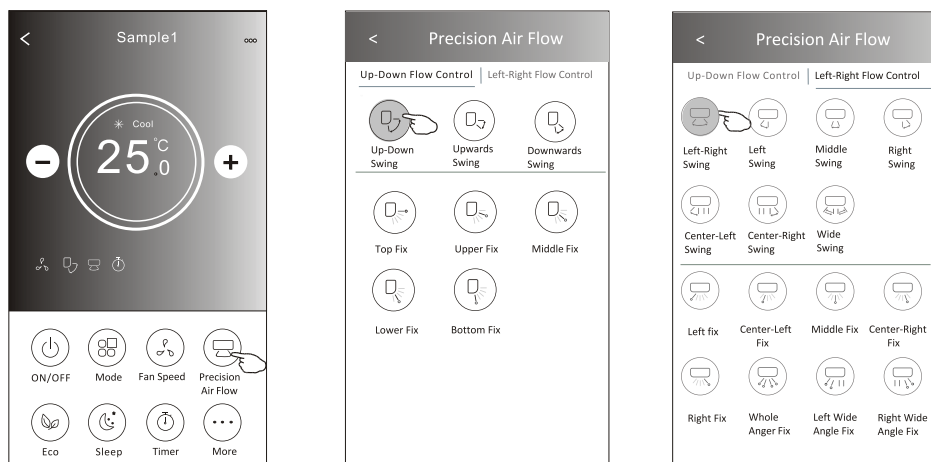 < Sample1 ooo
Cool
25.0 °C
− +
ON/OFF Mode Fan Speed Precision
Air Flow
Eco Sleep Timer More
< Precision Air Flow
Up-Down Flow Control | Left-Right Flow Control
Up-Down
Swing
Upwards
Swing
Downwards
Swing
Top Fix Upper Fix Middle Fix
Lower Fix Bottom Fix
< Precision Air Flow
Up-Down Flow Control | Left-Right Flow Control
Left-Right
Swing
Left
Swing
Middle
Swing
Right
Swing
Center-Left
Swing
Center-Right
Swing
Wide
Swing
Left fix
Center-Left
Fix
Middle Fix
Center-Right
Fix
Right Fix
Whole
Anger Fix
Left Wide
Angle Fix
Right Wide
Angle Fix